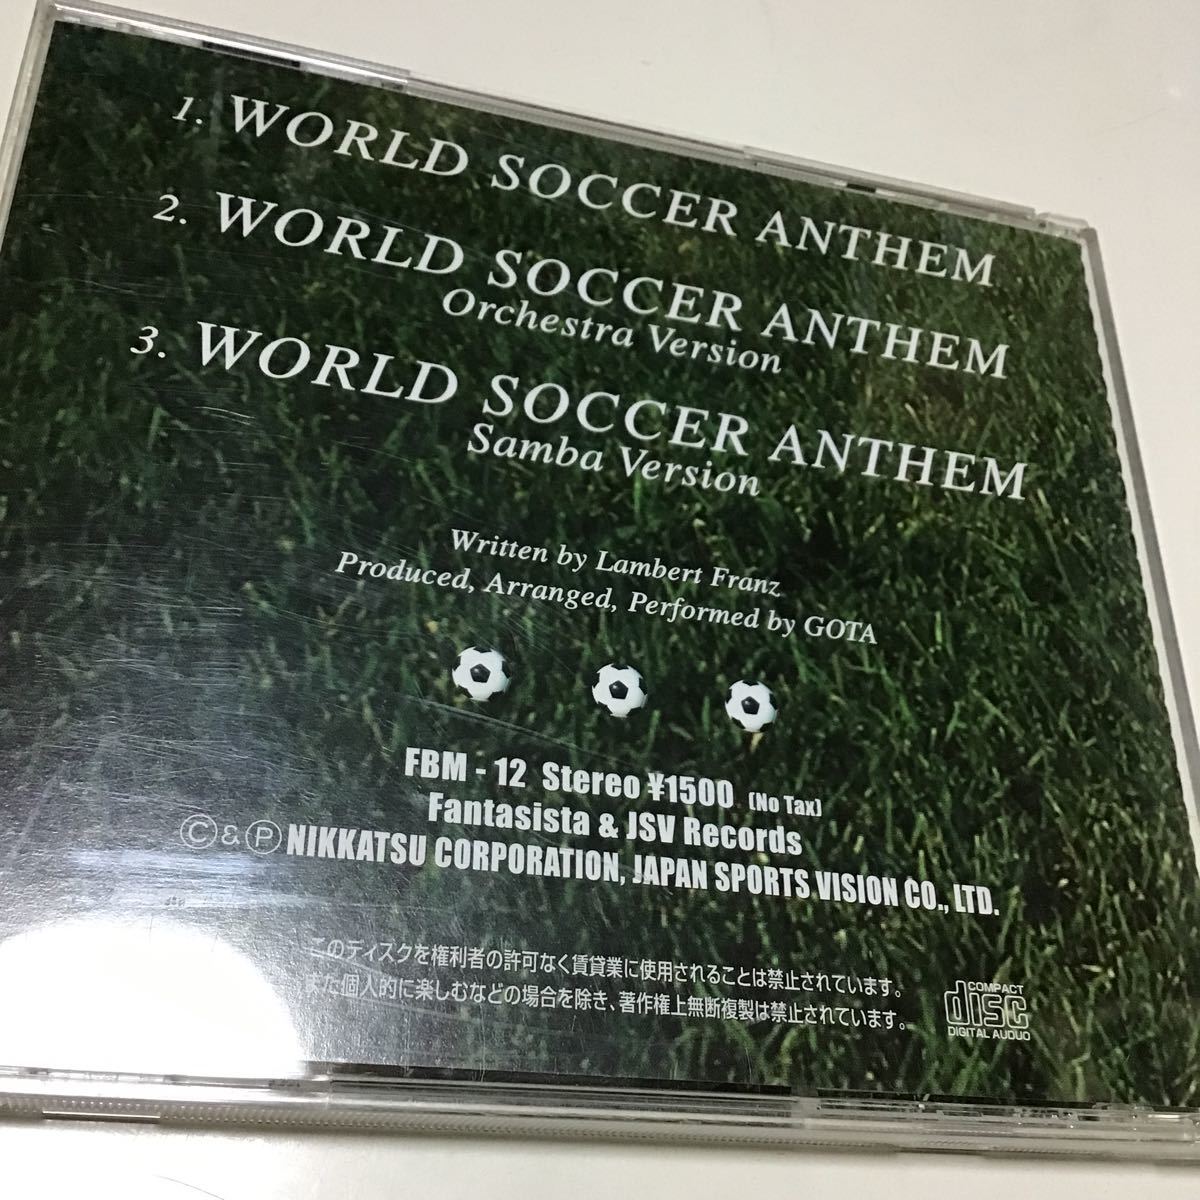 1. WORLD SOCCER ANTHEM
2. WORLD SOCCER ANTHEM
Orchestra Version
3. WORLD SOCCER ANTHEM
Samba Version
Written by Lambert Franz
Produced, Arranged, Performed by GOTA
FBM - 12 Stereo ¥1500 (No Tax)
Fantasista & JSV Records
Ⓒ & Ⓟ NIKKATSU CORPORATION, JAPAN SPORTS VISION CO., LTD.
このディスクを権利者の許可なく賃貸業に使用されることは禁止されています。
また個人的に楽しむなどの場合を除き、著作権上無断複製は禁止されています。
COMPACT
disc
DIGITAL AUDIO